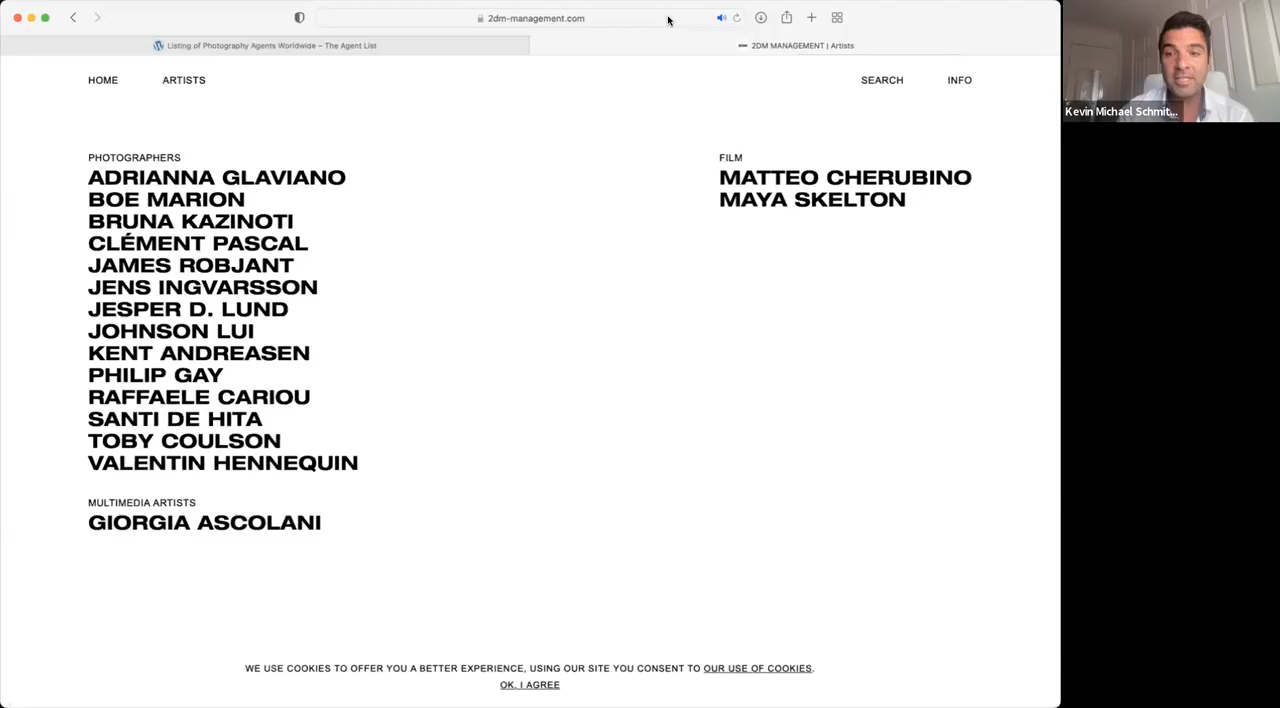 2dm-management.com
Listing of Photography Agents Worldwide – The Agent List
2DM MANAGEMENT | Artists
HOME
ARTISTS
SEARCH
INFO
PHOTOGRAPHERS
ADRIANNA GLAVIANO
BOE MARION
BRUNA KAZINOTI
CLÉMENT PASCAL
JAMES ROBJANT
JENS INGVARSSON
JESPER D. LUND
JOHNSON LUI
KENT ANDREASEN
PHILIP GAY
RAFFAELE CARIOU
SANTI DE HITA
TOBY COULSON
VALENTIN HENNEQUIN
MULTIMEDIA ARTISTS
GIORGIA ASCOLANI
FILM
MATTEO CHERUBINO
MAYA SKELTON
WE USE COOKIES TO OFFER YOU A BETTER EXPERIENCE, USING OUR SITE YOU CONSENT TO OUR USE OF COOKIES.
OK, I AGREE
Kevin Michael Schmit...